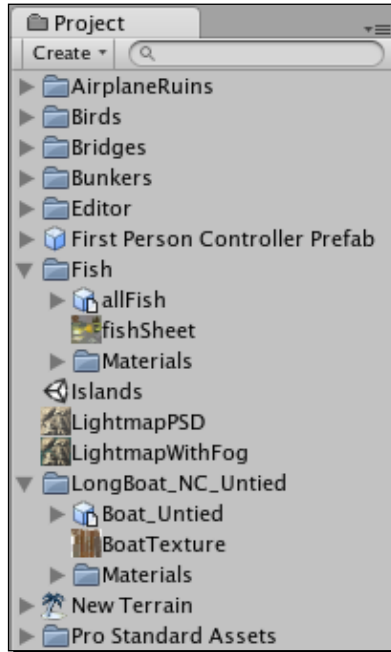 Project
Create
AirplaneRuins
Birds
Bridges
Bunkers
Editor
First Person Controller Prefab
Fish
allFish
fishSheet
Materials
Islands
LightmapPSD
LightmapWithFog
LongBoat_NC_Untied
Boat_Untied
BoatTexture
Materials
New Terrain
Pro Standard Assets